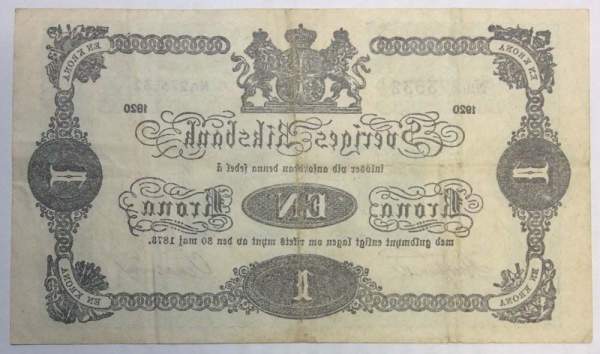 EN KRONA
EN KRONA
1920
1920
Sveriges Riksbank
inlöser vid anfordran denna sedel å
1
1
Krona
EN
Krona
med guldmynt enligt lagen om rikets mynt av den 30 maj 1873.
1
EN KRONA
EN KRONA